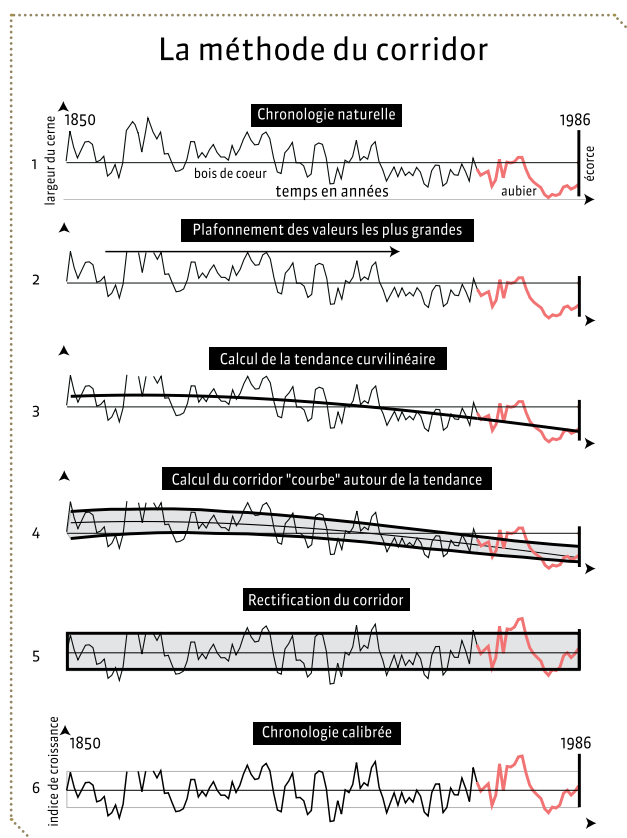 La méthode du corridor
Chronologie naturelle
1850
1986
largeur du cerne
écorce
1
bois de coeur
temps en années
aubier
Plafonnement des valeurs les plus grandes
2
Calcul de la tendance curvilinéaire
3
Calcul du corridor "courbe" autour de la tendance
4
Rectification du corridor
5
Chronologie calibrée
1850
1986
indice de croissance
6